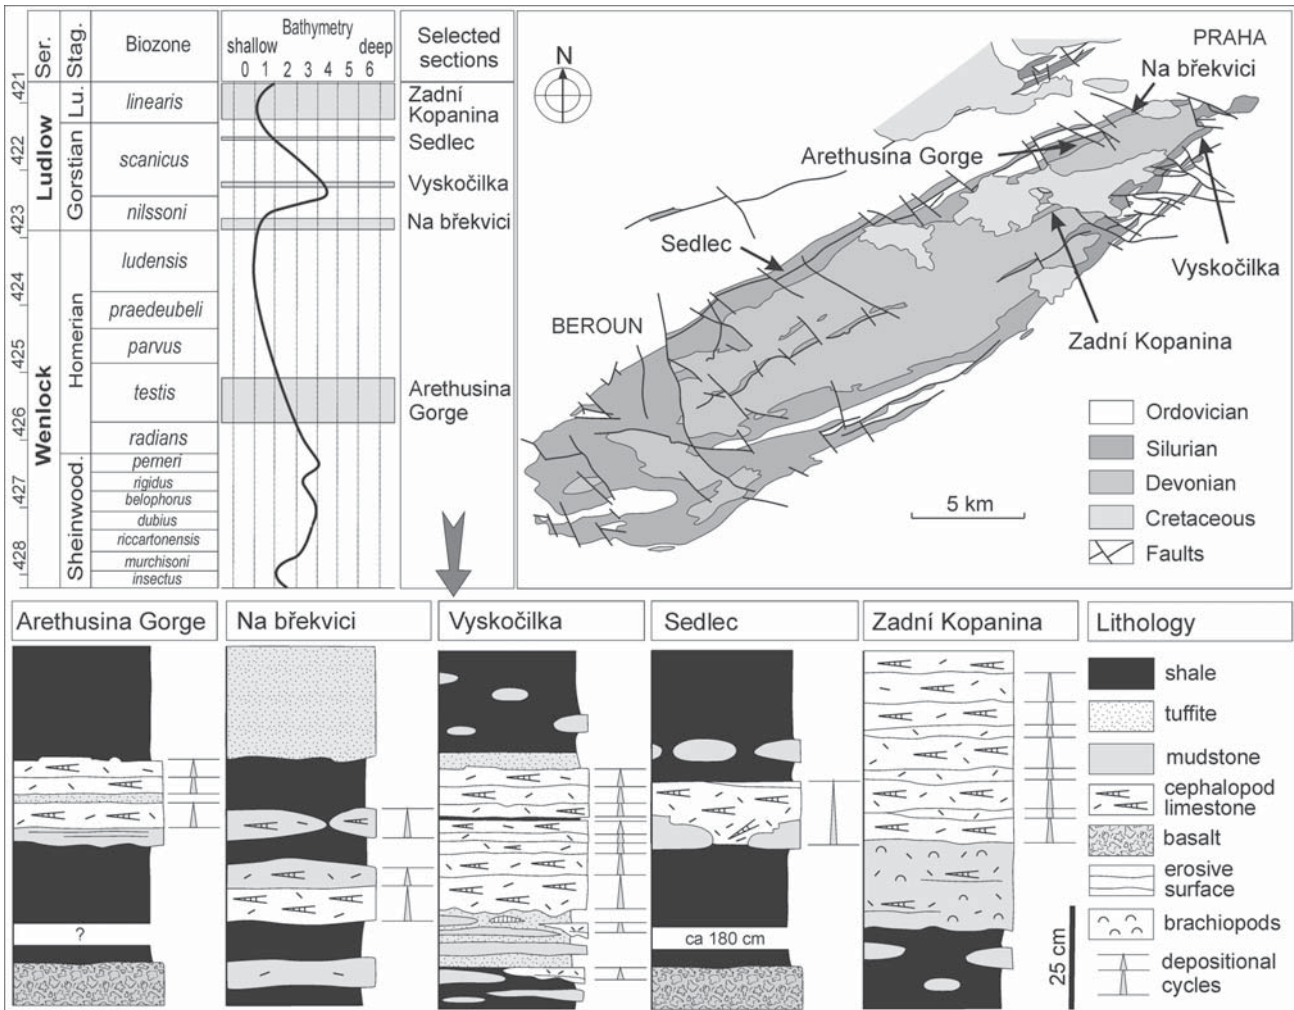 Ser.
Stag.
Biozone
Bathymetry
shallow deep
0 1 2 3 4 5 6
Selected
sections
421
422
423
424
425
426
427
428
Ludlow
Wenlock
Lu.
Gorstian
Homerian
Sheinwood.
linearis
scanicus
nilssoni
ludensis
praedeubeli
parvus
testis
radians
perneri
rigidus
belophorus
dubius
riccartonensis
murchisoni
insectus
Zadní
Kopanina
Sedlec
Vyskočilka
Na břekvici
Arethusina
Gorge
N
PRAHA
Na břekvici
Arethusina Gorge
Sedlec
Vyskočilka
BEROUN
Zadní Kopanina
5 km
Ordovician
Silurian
Devonian
Cretaceous
Faults
Arethusina Gorge
Na břekvici
Vyskočilka
Sedlec
Zadní Kopanina
Lithology
?
ca 180 cm
25 cm
shale
tuffite
mudstone
cephalopod
limestone
basalt
erosive
surface
brachiopods
depositional
cycles